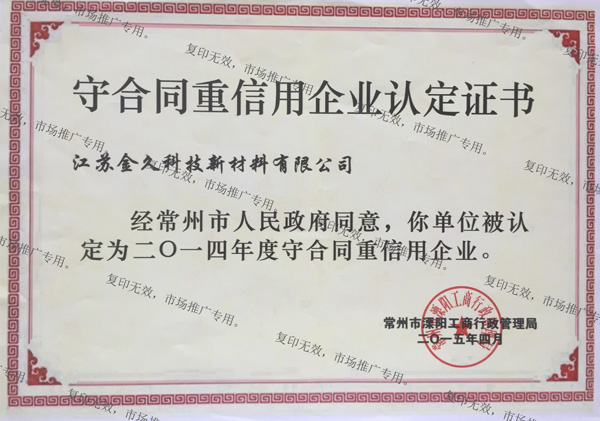 守合同重信用企业认定证书
江苏金久科技新材料有限公司
经常州市人民政府同意，你单位被认
定为二〇一四年度守合同重信用企业。
常州市溧阳工商行政管理局
二〇一五年四月
复印无效，市场推广专用。